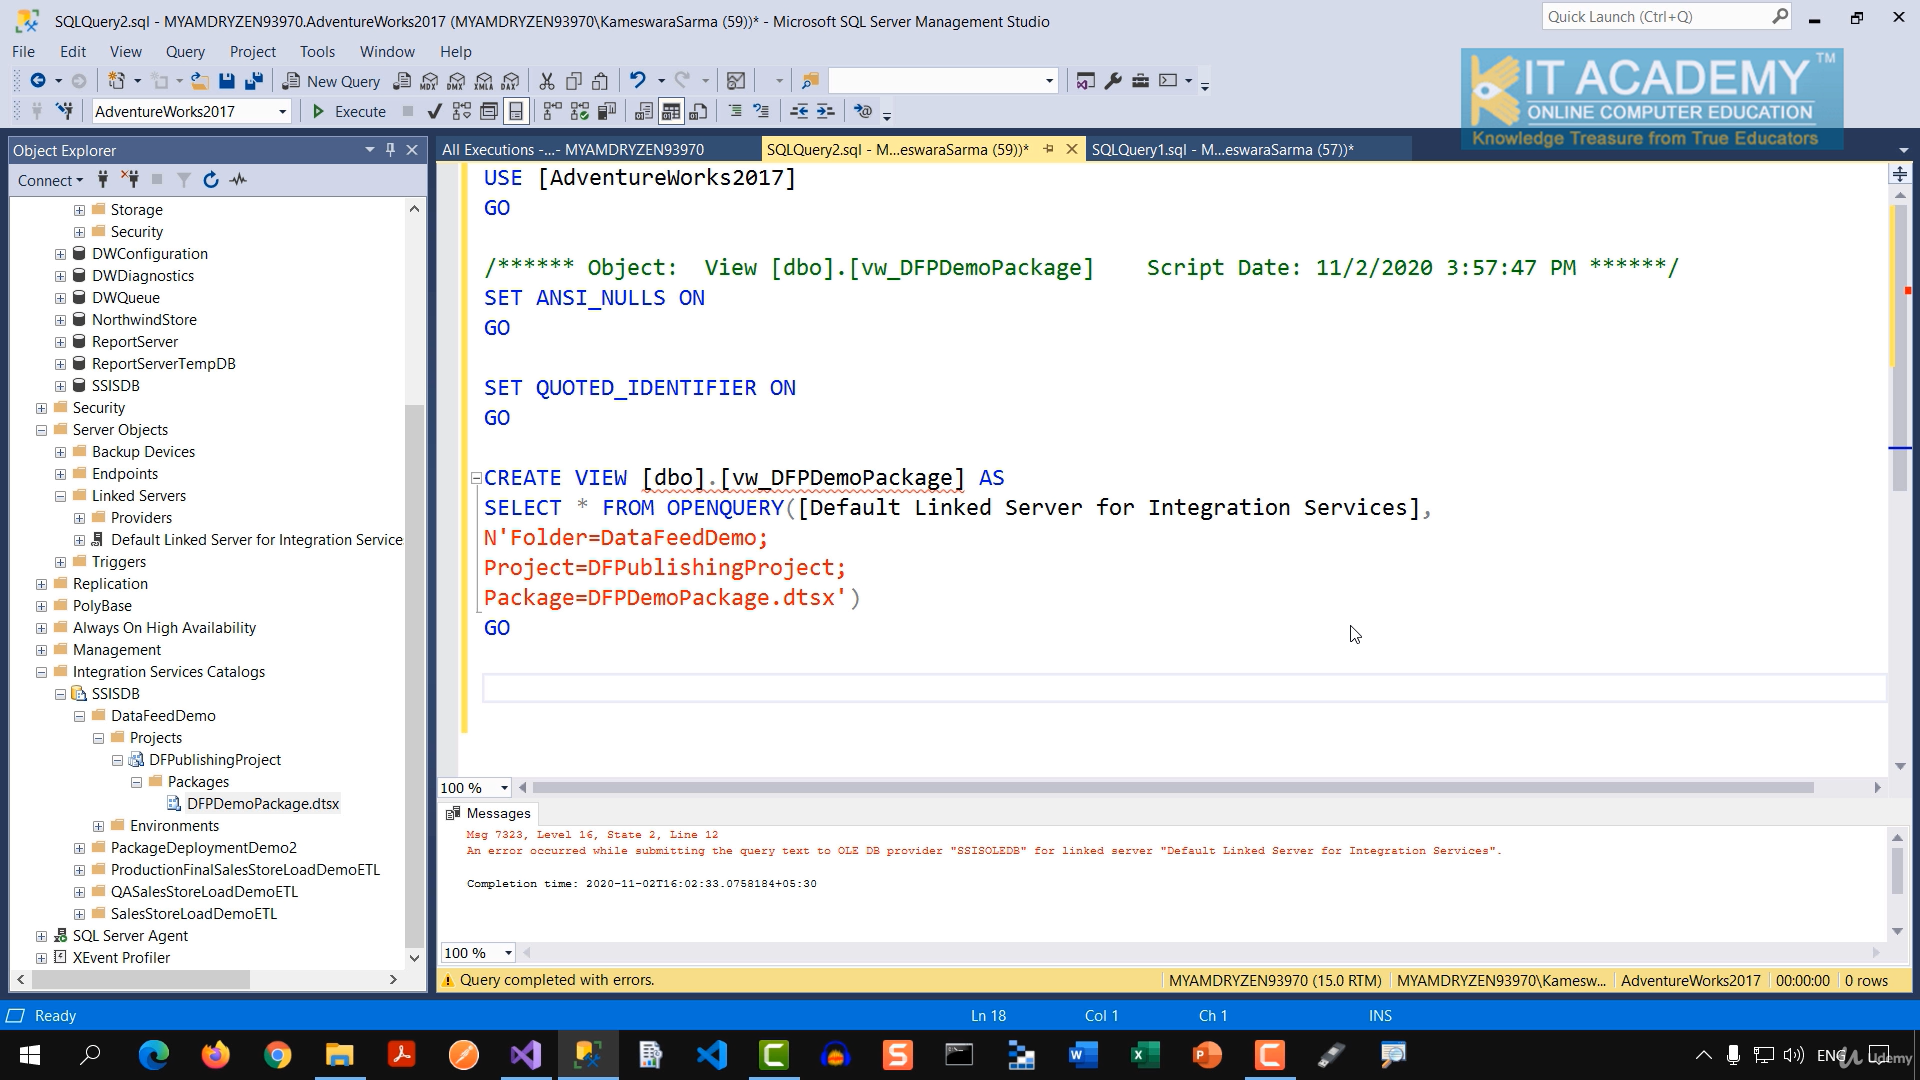 SQLQuery2.sql - MYAMDRYZEN93970.AdventureWorks2017 (MYAMDRYZEN93970\KameswaraSarma (59))* - Microsoft SQL Server Management Studio
Quick Launch (Ctrl+Q)
File Edit View Query Project Tools Window Help
New Query
AdventureWorks2017
Execute
KIT ACADEMY™
ONLINE COMPUTER EDUCATION
Knowledge Treasure from True Educators
Object Explorer
Connect
Storage
Security
DWConfiguration
DWDiagnostics
DWQueue
NorthwindStore
ReportServer
ReportServerTempDB
SSISDB
Security
Server Objects
Backup Devices
Endpoints
Linked Servers
Providers
Default Linked Server for Integration Service
Triggers
Replication
PolyBase
Always On High Availability
Management
Integration Services Catalogs
SSISDB
DataFeedDemo
Projects
DFPublishingProject
Packages
DFPDemoPackage.dtsx
Environments
PackageDeploymentDemo2
ProductionFinalSalesStoreLoadDemoETL
QASalesStoreLoadDemoETL
SalesStoreLoadDemoETL
SQL Server Agent
XEvent Profiler
All Executions -...- MYAMDRYZEN93970
SQLQuery2.sql - M...eswaraSarma (59))*
SQLQuery1.sql - M...eswaraSarma (57))*
USE [AdventureWorks2017]
GO
/****** Object:  View [dbo].[vw_DFPDemoPackage]    Script Date: 11/2/2020 3:57:47 PM ******/
SET ANSI_NULLS ON
GO
SET QUOTED_IDENTIFIER ON
GO
CREATE VIEW [dbo].[vw_DFPDemoPackage] AS
SELECT * FROM OPENQUERY([Default Linked Server for Integration Services],
N'Folder=DataFeedDemo;
Project=DFPublishingProject;
Package=DFPDemoPackage.dtsx')
GO
100 %
Messages
Msg 7323, Level 16, State 2, Line 12
An error occurred while submitting the query text to OLE DB provider "SSISOLEDB" for linked server "Default Linked Server for Integration Services".
Completion time: 2020-11-02T16:02:33.0758184+05:30
100 %
Query completed with errors.
MYAMDRYZEN93970 (15.0 RTM)
MYAMDRYZEN93970\Kamesw...
AdventureWorks2017
00:00:00
0 rows
Ready
Ln 18
Col 1
Ch 1
INS
ENG
Udemy